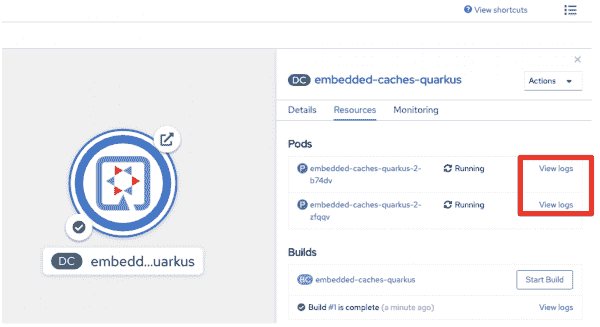 View shortcuts
DC embedded-caches-quarkus
Actions
Details Resources Monitoring
Pods
P embedded-caches-quarkus-2-
b74dv
Running
View logs
P embedded-caches-quarkus-2-
zfqqv
Running
View logs
DC embedd...uarkus
Builds
BC embedded-caches-quarkus
Start Build
Build #1 is complete (a minute ago)
View logs